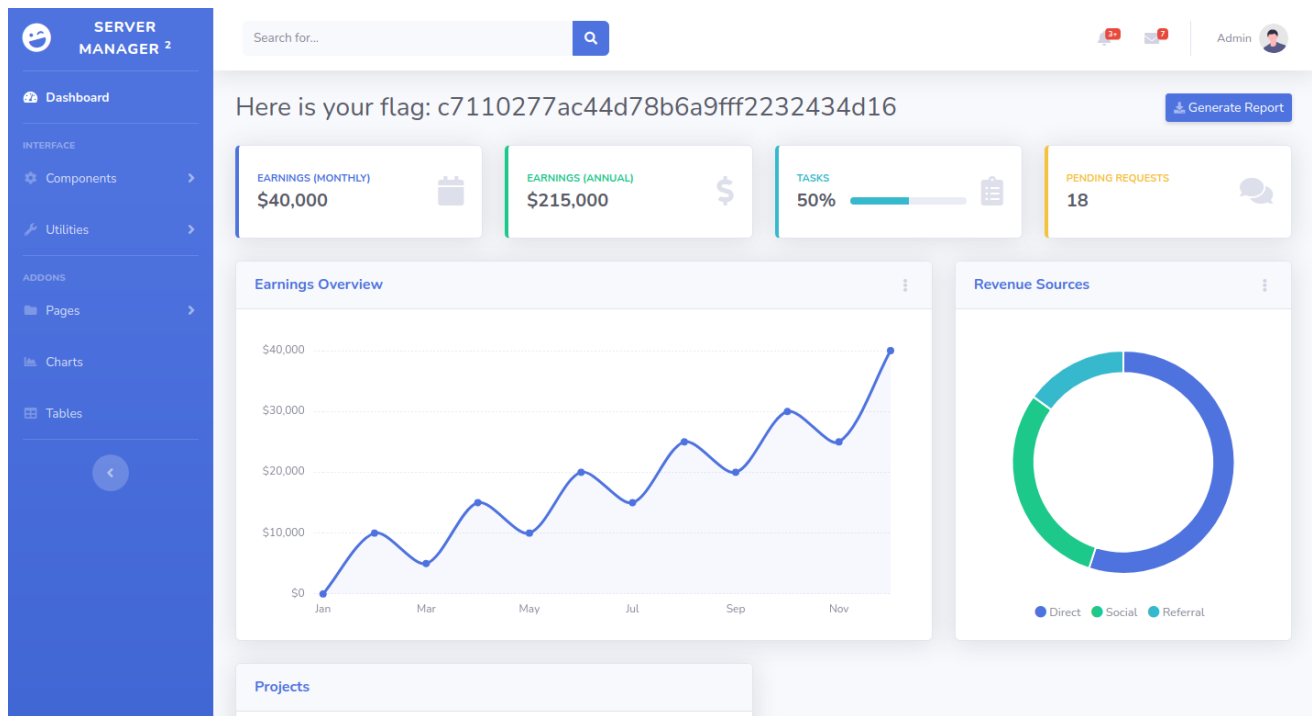 SERVER
MANAGER 2
Search for...
3+
7
Admin
Dashboard
Here is your flag: c7110277ac44d78b6a9fff2232434d16
Generate Report
INTERFACE
Components
Utilities
ADDONS
Pages
Charts
Tables
EARNINGS (MONTHLY)
$40,000
EARNINGS (ANNUAL)
$215,000
TASKS
50%
PENDING REQUESTS
18
Earnings Overview
$40,000
$30,000
$20,000
$10,000
$0
Jan Mar May Jul Sep Nov
Revenue Sources
Direct Social Referral
Projects